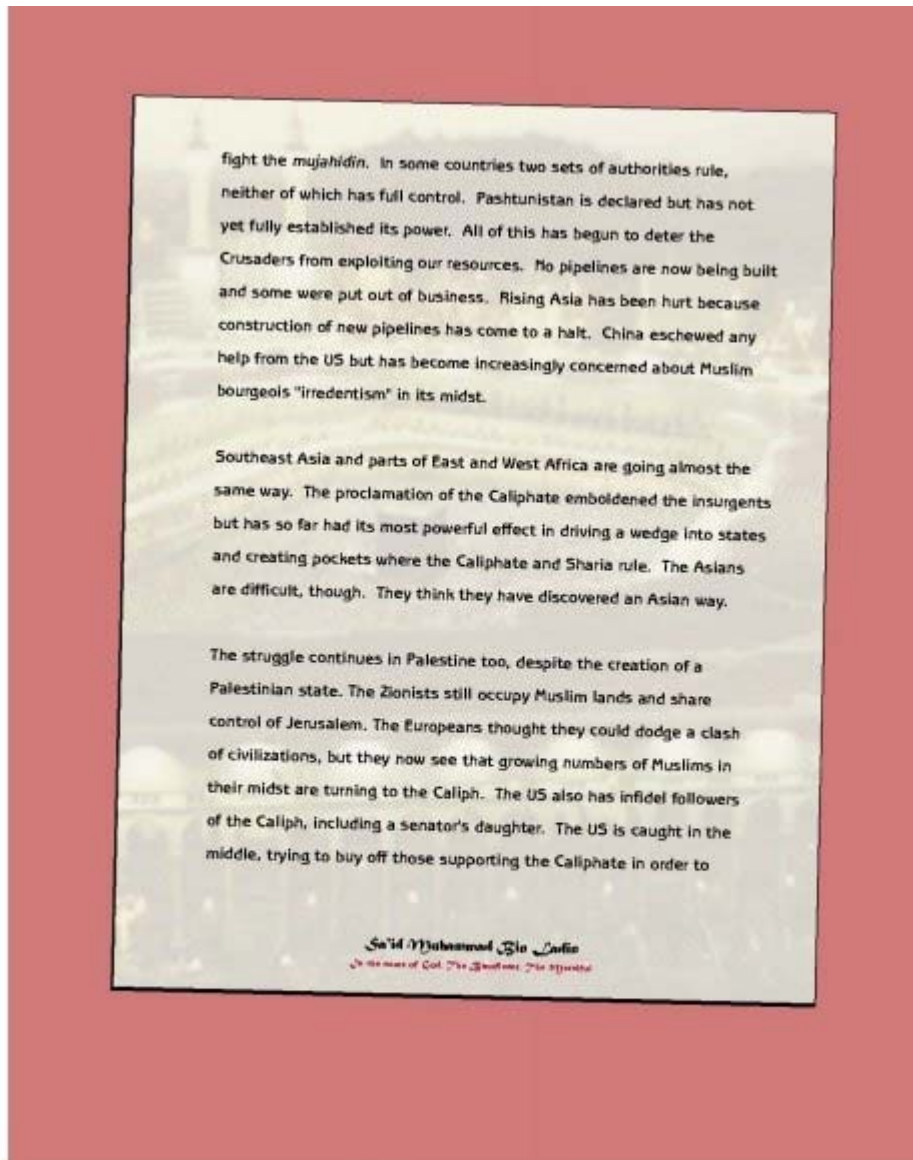 fight the mujahidin. In some countries two sets of authorities rule,
neither of which has full control. Pashtunistan is declared but has not
yet fully established its power. All of this has begun to deter the
Crusaders from exploiting our resources. No pipelines are now being built
and some were put out of business. Rising Asia has been hurt because
construction of new pipelines has come to a halt. China eschewed any
help from the US but has become increasingly concerned about Muslim
bourgeois "irredentism" in its midst.
Southeast Asia and parts of East and West Africa are going almost the
same way. The proclamation of the Caliphate emboldened the insurgents
but has so far had its most powerful effect in driving a wedge into states
and creating pockets where the Caliphate and Sharia rule. The Asians
are difficult, though. They think they have discovered an Asian way.
The struggle continues in Palestine too, despite the creation of a
Palestinian state. The Zionists still occupy Muslim lands and share
control of Jerusalem. The Europeans thought they could dodge a clash
of civilizations, but they now see that growing numbers of Muslims in
their midst are turning to the Caliph. The US also has infidel followers
of the Caliph, including a senator's daughter. The US is caught in the
middle, trying to buy off those supporting the Caliphate in order to
Sa'id Muhammad Bin Ladin
In the name of God, The Beneficent, The Merciful